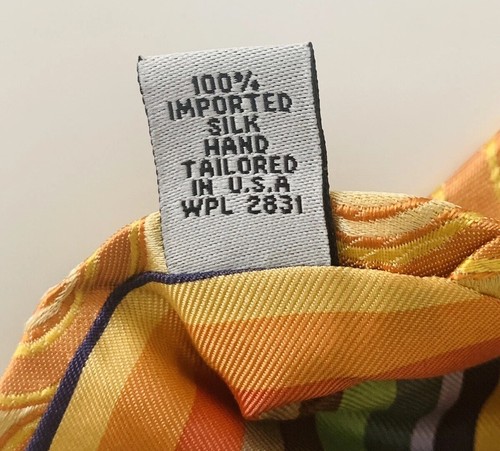 100%
IMPORTED
SILK
HAND
TAILORED
IN U.S.A
WPL 2831